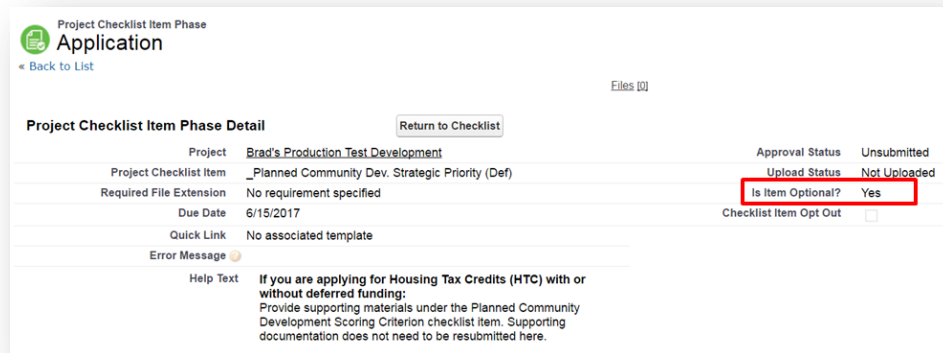 Project Checklist Item Phase
Application
« Back to List
Files [0]
Project Checklist Item Phase Detail
Return to Checklist
Project Brad's Production Test Development
Approval Status Unsubmitted
Project Checklist Item _Planned Community Dev. Strategic Priority (Def)
Upload Status Not Uploaded
Required File Extension No requirement specified
Is Item Optional? Yes
Due Date 6/15/2017
Checklist Item Opt Out
Quick Link No associated template
Error Message ?
Help Text If you are applying for Housing Tax Credits (HTC) with or
without deferred funding:
Provide supporting materials under the Planned Community
Development Scoring Criterion checklist item. Supporting
documentation does not need to be resubmitted here.